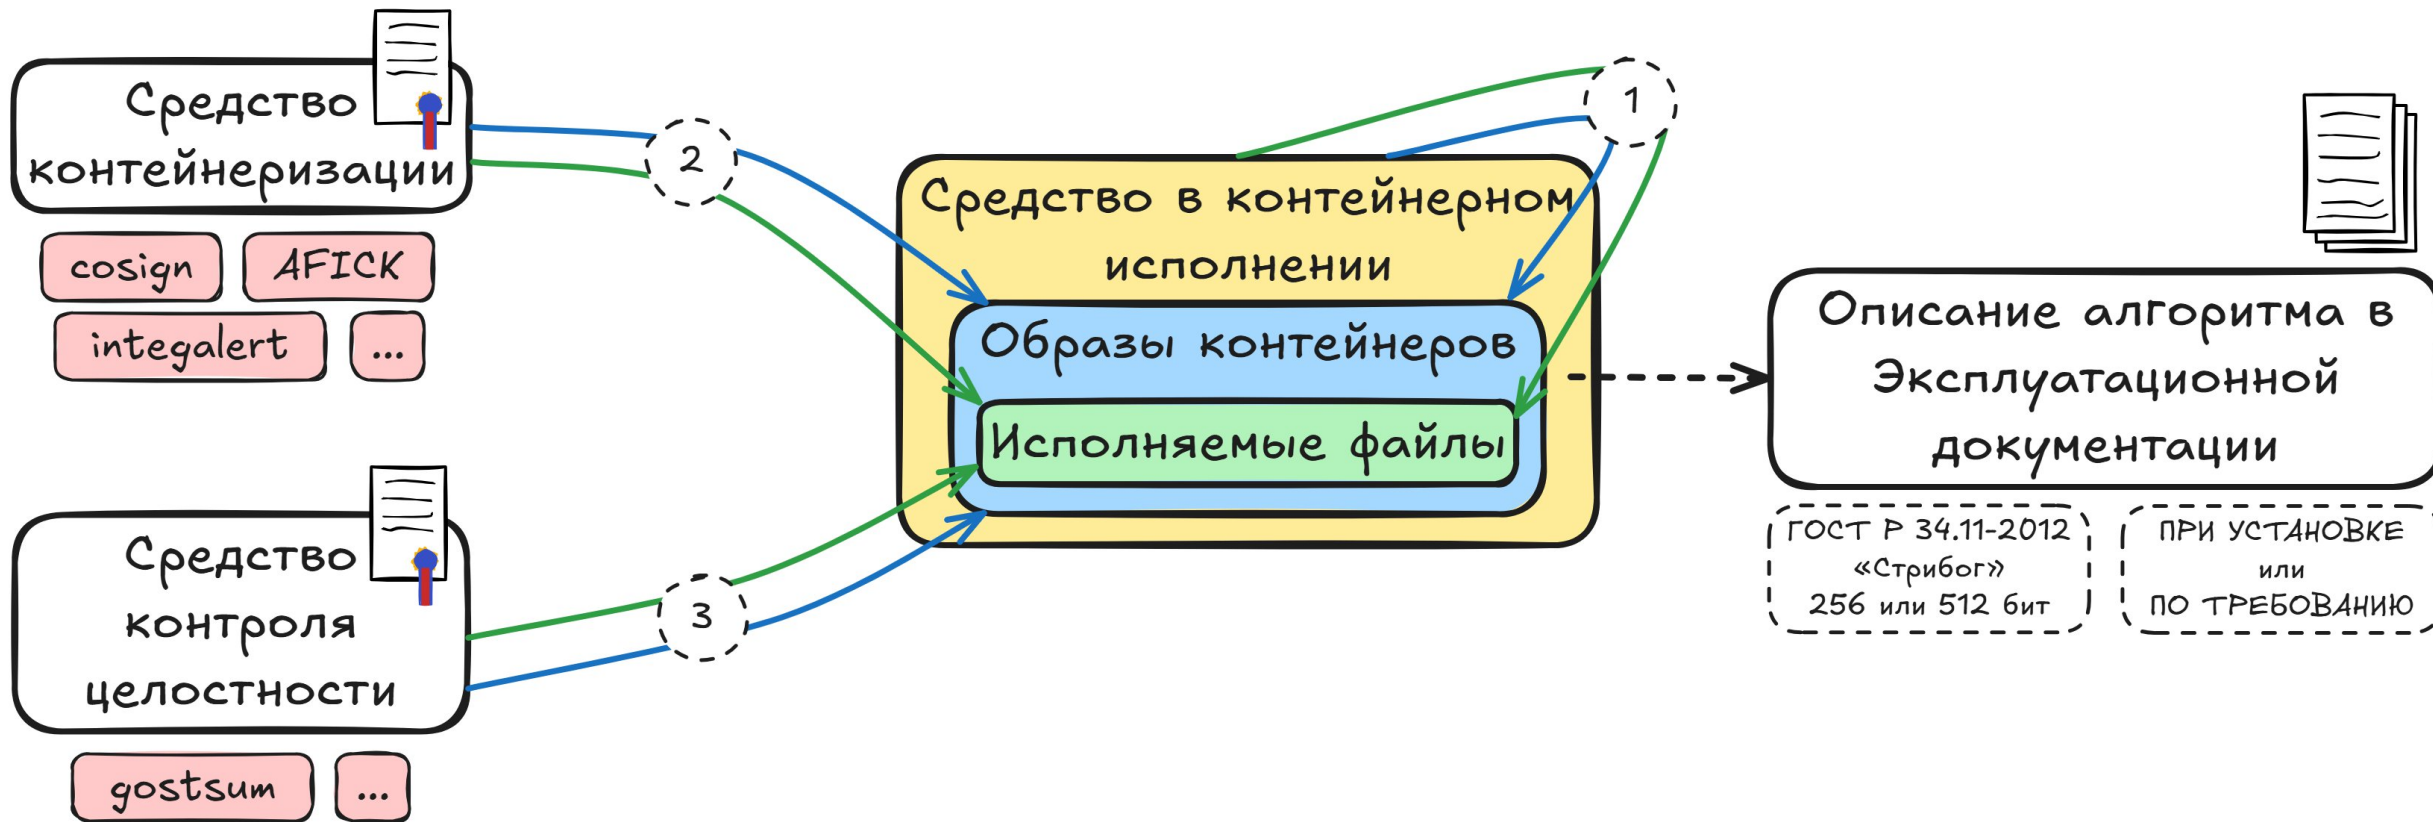 Средство
контейнеризации
cosign
AFICK
integalert
...
2
1
Средство в контейнерном
исполнении
Образы контейнеров
Исполняемые файлы
Описание алгоритма в
Эксплуатационной
документации
ГОСТ Р 34.11-2012
«Стрибог»
256 или 512 бит
ПРИ УСТАНОВКЕ
или
ПО ТРЕБОВАНИЮ
Средство
контроля
целостности
3
gostsum
...